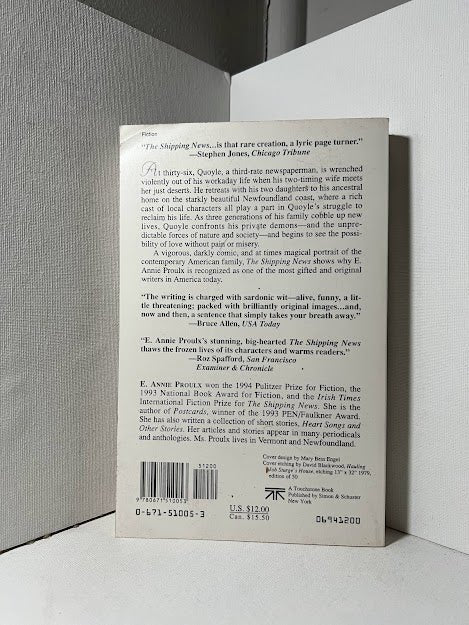 Fiction
“The Shipping News...is that rare creation, a lyric page turner.”
—Stephen Jones, Chicago Tribune
At thirty-six, Quoyle, a third-rate newspaperman, is wrenched
violently out of his workaday life when his two-timing wife meets
her just deserts. He retreats with his two daughters to his ancestral
home on the starkly beautiful Newfoundland coast, where a rich
cast of local characters all play a part in Quoyle’s struggle to
reclaim his life. As three generations of his family cobble up new
lives, Quoyle confronts his private demons—and the unpre-
dictable forces of nature and society—and begins to see the possi-
bility of love without pain or misery.
A vigorous, darkly comic, and at times magical portrait of the
contemporary American family, The Shipping News shows why E.
Annie Proulx is recognized as one of the most gifted and original
writers in America today.
“The writing is charged with sardonic wit—alive, funny, a lit-
tle threatening; packed with brilliantly original images...and,
now and then, a sentence that simply takes your breath away.”
—Bruce Allen, USA Today
“E. Annie Proulx’s stunning, big-hearted The Shipping News
thaws the frozen lives of its characters and warms readers.”
—Roz Spafford, San Francisco
Examiner & Chronicle
E. ANNIE PROULX won the 1994 Pulitzer Prize for Fiction, the
1993 National Book Award for Fiction, and the Irish Times
International Fiction Prize for The Shipping News. She is the
author of Postcards, winner of the 1993 PEN/Faulkner Award.
She has also written a collection of short stories, Heart Songs and
Other Stories. Her articles and stories appear in many periodicals
and anthologies. Ms. Proulx lives in Vermont and Newfoundland.
Cover design by Mary Bess Engel
Cover etching by David Blackwood, Hauling
Job Sturge’s House, etching 13" x 32" 1979,
edition of 50
51200
9 780671 510053
0-671-51005-3
U.S. $12.00
Can. $15.50
A Touchstone Book
Published by Simon & Schuster
New York
06941200